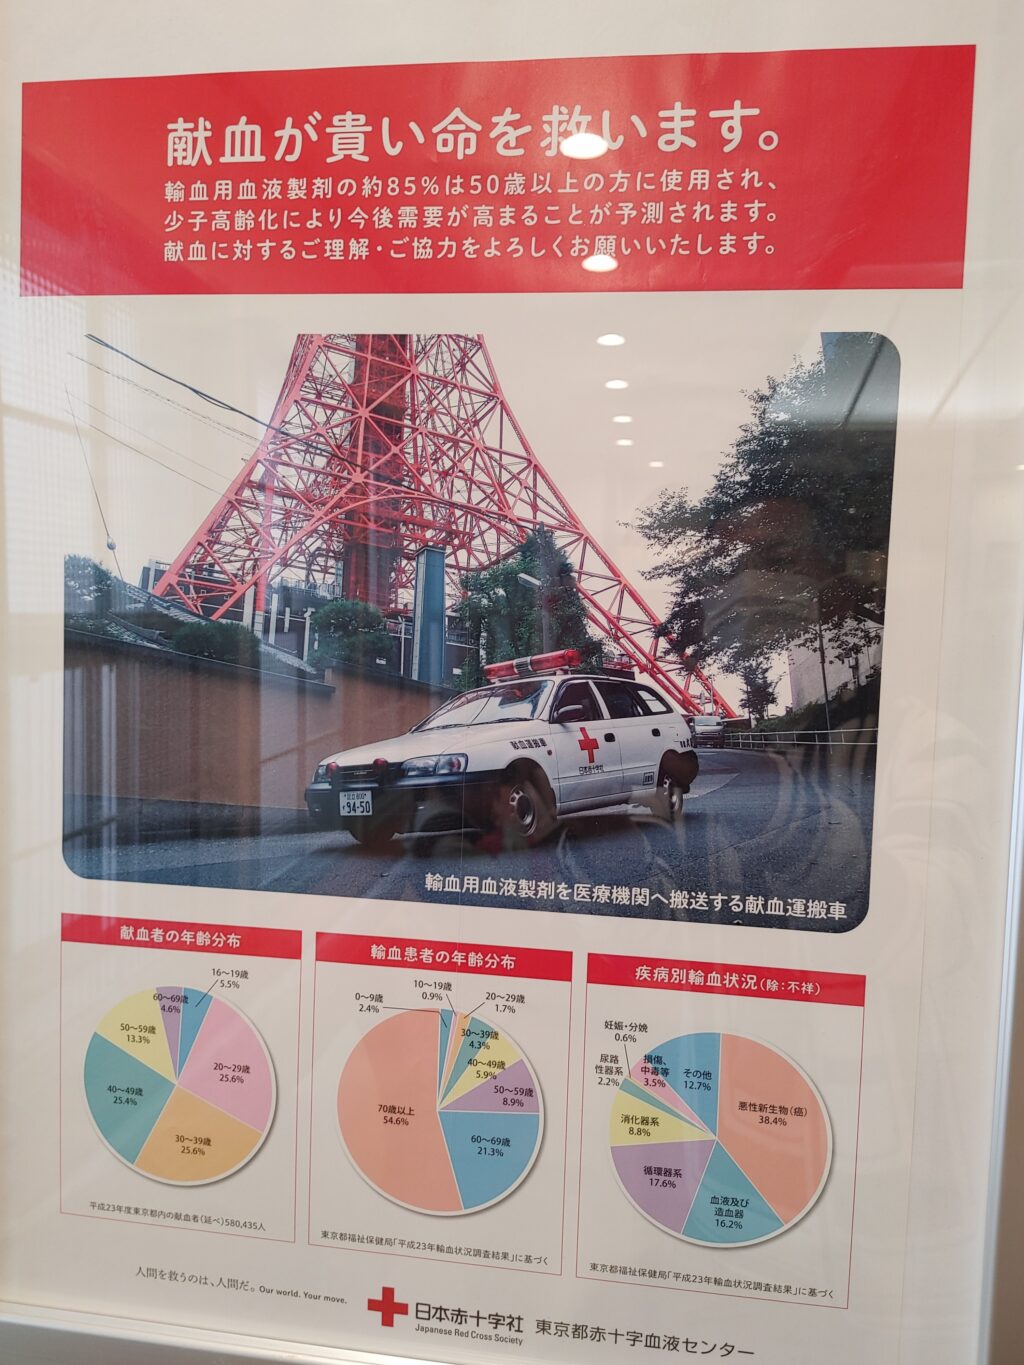 献血が貴い命を救います。
輸血用血液製剤の約85%は50歳以上の方に使用され、
少子高齢化により今後需要が高まることが予測されます。
献血に対するご理解・ご協力をよろしくお願いいたします。
献血運搬車
日本赤十字社
94-50
輸血用血液製剤を医療機関へ搬送する献血運搬車
献血者の年齢分布
16〜19歳
5.5%
20〜29歳
25.6%
30〜39歳
25.6%
40〜49歳
25.4%
50〜59歳
13.3%
60〜69歳
4.6%
平成23年度東京都内の献血者(延べ)580,435人
輸血患者の年齢分布
0〜9歳
2.4%
10〜19歳
0.9%
20〜29歳
1.7%
30〜39歳
4.3%
40〜49歳
5.9%
50〜59歳
8.9%
60〜69歳
21.3%
70歳以上
54.6%
東京都福祉保健局「平成23年輸血状況調査結果」に基づく
疾病別輸血状況(除:不祥)
悪性新生物(癌)
38.4%
血液及び
造血器
16.2%
循環器系
17.6%
消化器系
8.8%
尿路
性器系
2.2%
妊娠・分娩
0.6%
損傷、
中毒等
3.5%
その他
12.7%
東京都福祉保健局「平成23年輸血状況調査結果」に基づく
人間を救うのは、人間だ。 Our world. Your move.
日本赤十字社 東京都赤十字血液センター
Japanese Red Cross Society